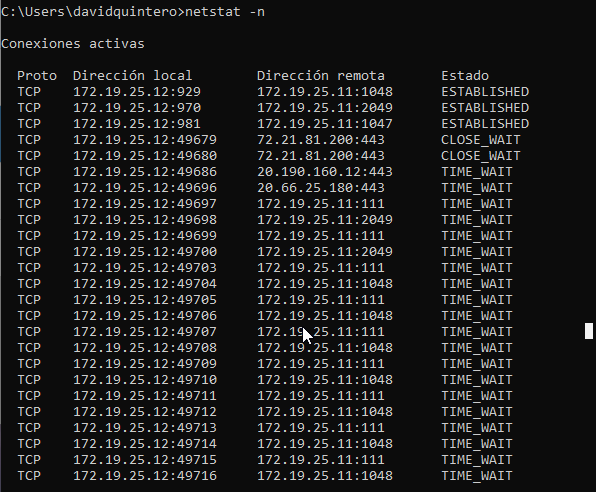 C:\Users\davidquintero>netstat -n
Conexiones activas
Proto  Dirección local        Dirección remota       Estado
TCP    172.19.25.12:929       172.19.25.11:1048      ESTABLISHED
TCP    172.19.25.12:970       172.19.25.11:2049      ESTABLISHED
TCP    172.19.25.12:981       172.19.25.11:1047      ESTABLISHED
TCP    172.19.25.12:49679     72.21.81.200:443       CLOSE_WAIT
TCP    172.19.25.12:49680     72.21.81.200:443       CLOSE_WAIT
TCP    172.19.25.12:49686     20.190.160.12:443      TIME_WAIT
TCP    172.19.25.12:49696     20.66.25.180:443       TIME_WAIT
TCP    172.19.25.12:49697     172.19.25.11:111       TIME_WAIT
TCP    172.19.25.12:49698     172.19.25.11:2049      TIME_WAIT
TCP    172.19.25.12:49699     172.19.25.11:111       TIME_WAIT
TCP    172.19.25.12:49700     172.19.25.11:2049      TIME_WAIT
TCP    172.19.25.12:49703     172.19.25.11:111       TIME_WAIT
TCP    172.19.25.12:49704     172.19.25.11:1048      TIME_WAIT
TCP    172.19.25.12:49705     172.19.25.11:111       TIME_WAIT
TCP    172.19.25.12:49706     172.19.25.11:1048      TIME_WAIT
TCP    172.19.25.12:49707     172.19.25.11:111       TIME_WAIT
TCP    172.19.25.12:49708     172.19.25.11:1048      TIME_WAIT
TCP    172.19.25.12:49709     172.19.25.11:111       TIME_WAIT
TCP    172.19.25.12:49710     172.19.25.11:1048      TIME_WAIT
TCP    172.19.25.12:49711     172.19.25.11:111       TIME_WAIT
TCP    172.19.25.12:49712     172.19.25.11:1048      TIME_WAIT
TCP    172.19.25.12:49713     172.19.25.11:111       TIME_WAIT
TCP    172.19.25.12:49714     172.19.25.11:1048      TIME_WAIT
TCP    172.19.25.12:49715     172.19.25.11:111       TIME_WAIT
TCP    172.19.25.12:49716     172.19.25.11:1048      TIME_WAIT